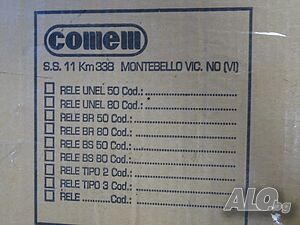 comem
S.S. 11 Km 338 MONTEBELLO VIC. NO (VI)
RELE UNEL 50 Cod.:
RELE UNEL 80 Cod.:
RELE BR 50 Cod.:
RELE BR 80 Cod.:
RELE BS 50 Cod.:
RELE BS 80 Cod.:
RELE TIPO 2 Cod.:
RELE TIPO 3 Cod.:
RELE ..........Cod.:
ALO.bg